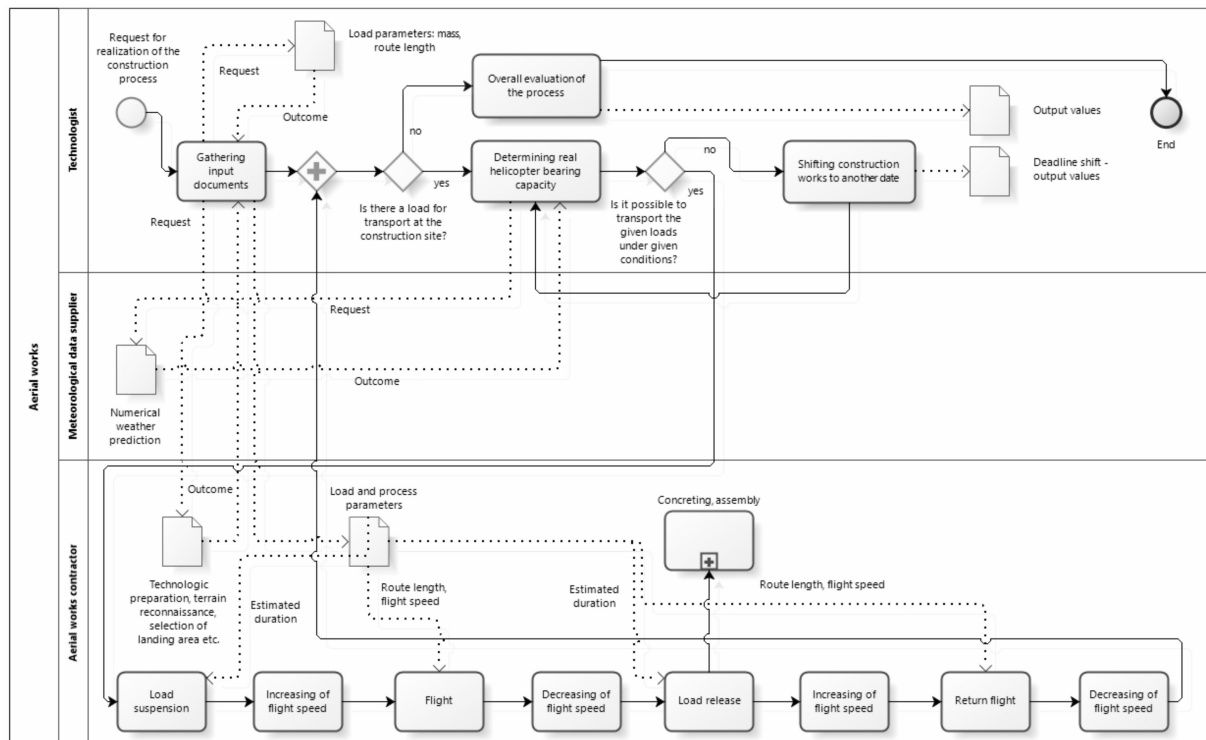 Aerial works
Technologist
Request for
realization of the
construction
process
Request
Load parameters: mass,
route length
Outcome
Gathering
input
documents
Request
no
yes
Is there a load for
transport at the
construction site?
Overall evaluation of
the process
Determining real
helicopter bearing
capacity
no
yes
Is it possible to
transport the
given loads
under given
conditions?
Shifting construction
works to another date
Output values
End
Deadline shift -
output values
Meteorological data supplier
Request
Outcome
Numerical
weather
prediction
Aerial works contractor
Outcome
Load and process
parameters
Concreting, assembly
Technologic
preparation, terrain
reconnaissance,
selection of
landing area etc.
Estimated
duration
Route length,
flight speed
Estimated
duration
Route length, flight speed
Load
suspension
Increasing of
flight speed
Flight
Decreasing of
flight speed
Load release
Increasing of
flight speed
Return flight
Decreasing of
flight speed